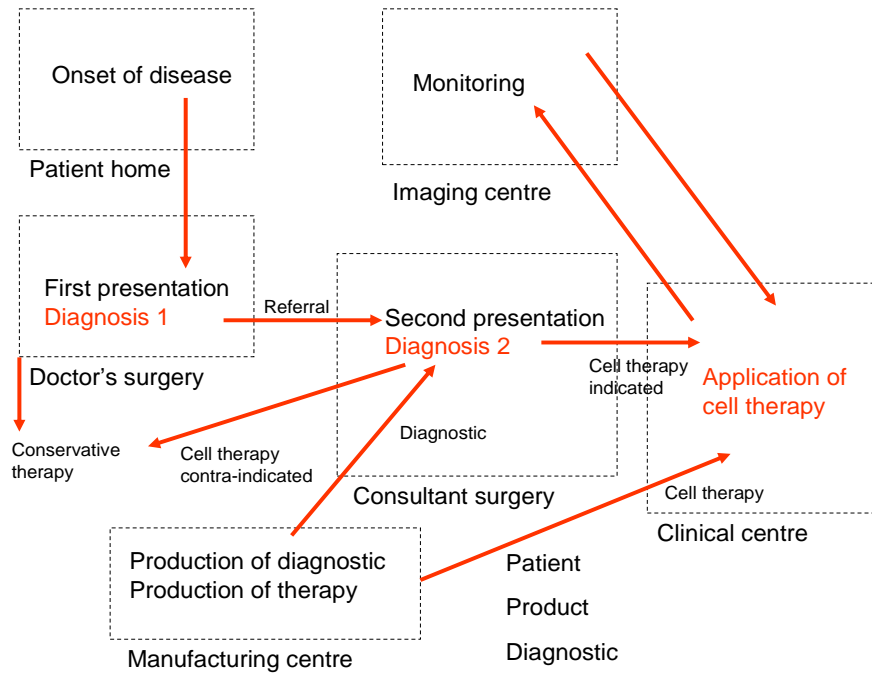 Onset of disease
Patient home
Monitoring
Imaging centre
First presentation
Diagnosis 1
Doctor's surgery
Referral
Second presentation
Diagnosis 2
Consultant surgery
Cell therapy
indicated
Application of
cell therapy
Clinical centre
Conservative
therapy
Cell therapy
contra-indicated
Diagnostic
Cell therapy
Production of diagnostic
Production of therapy
Manufacturing centre
Patient
Product
Diagnostic